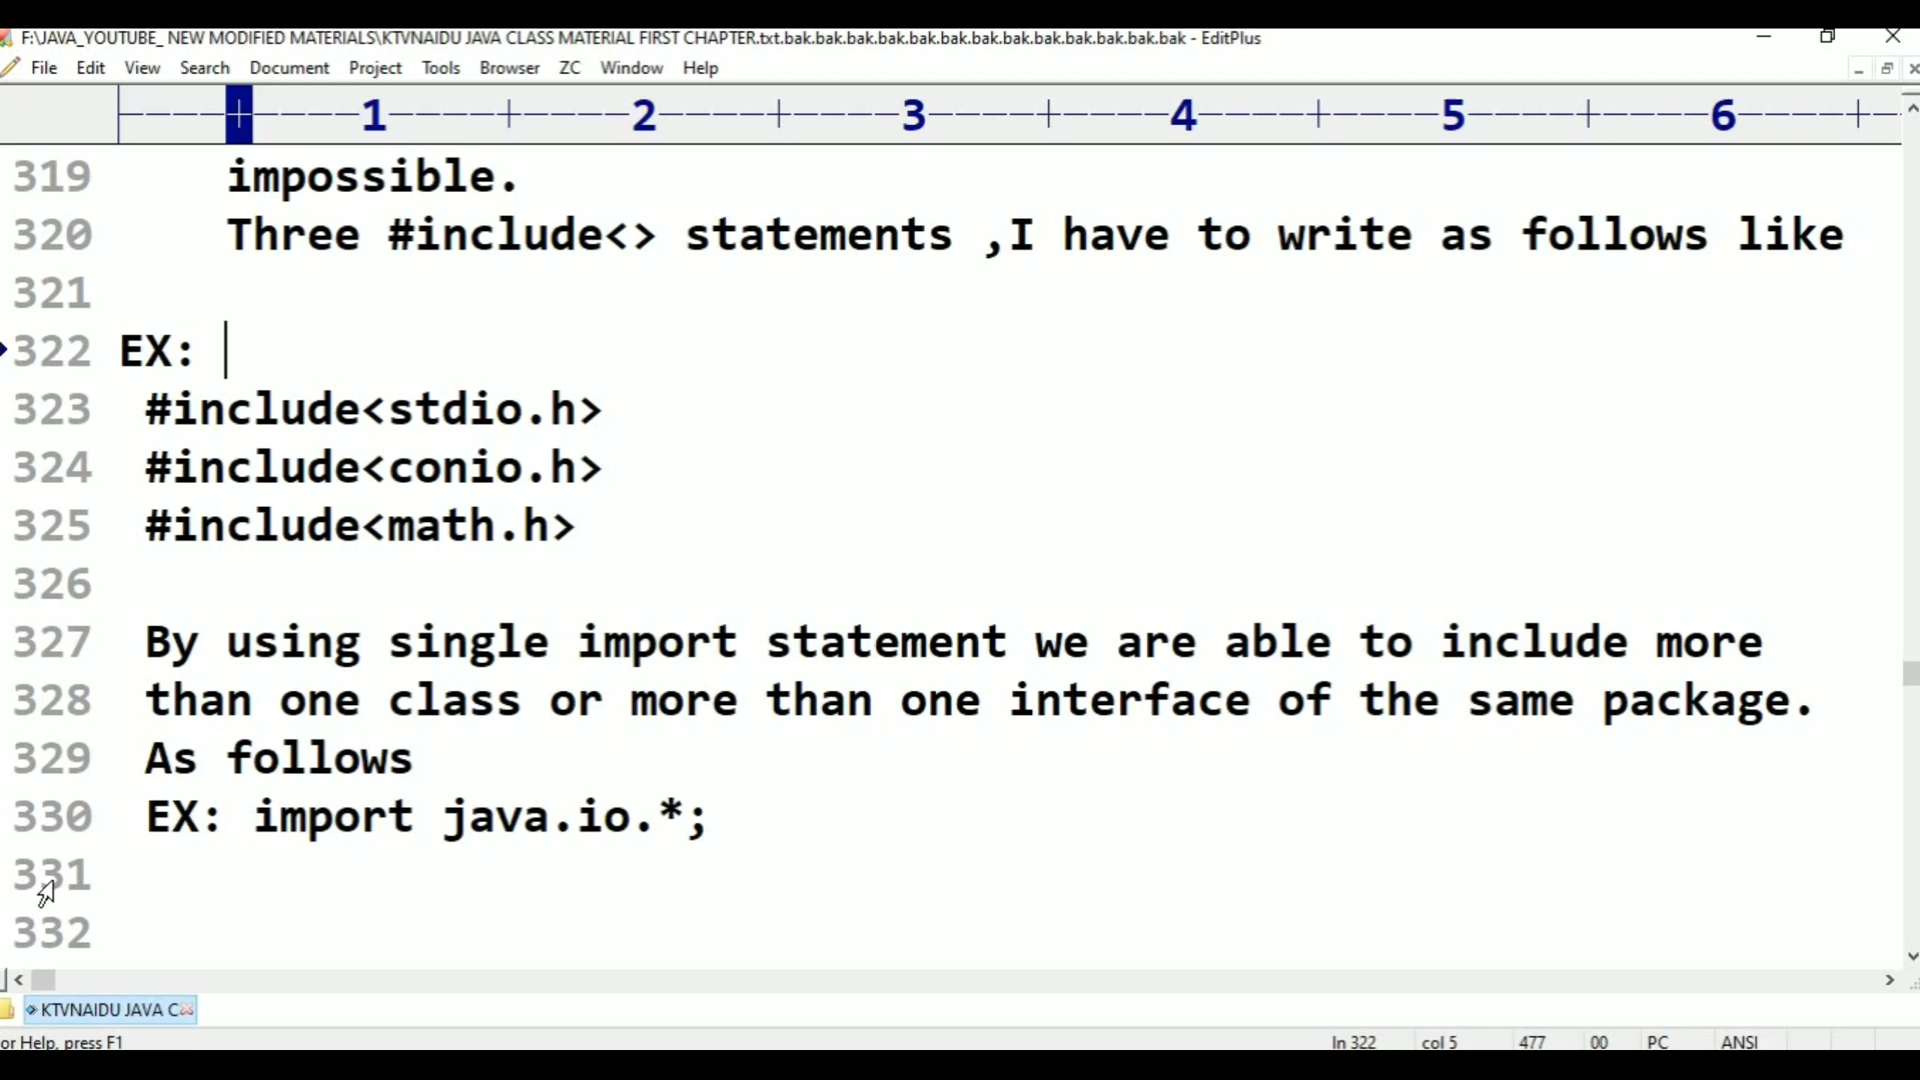 F:\JAVA_YOUTUBE_ NEW MODIFIED MATERIALS\KTVNAIDU JAVA CLASS MATERIAL FIRST CHAPTER.txt.bak.bak.bak.bak.bak.bak.bak.bak.bak.bak.bak.bak.bak - EditPlus
File Edit View Search Document Project Tools Browser ZC Window Help
1 2 3 4 5 6
319 impossible.
320 Three #include<> statements ,I have to write as follows like
321
322 EX:
323 #include<stdio.h>
324 #include<conio.h>
325 #include<math.h>
326
327 By using single import statement we are able to include more
328 than one class or more than one interface of the same package.
329 As follows
330 EX: import java.io.*;
331
332
KTVNAIDU JAVA C
or Help, press F1 ln 322 col 5 477 00 PC ANSI